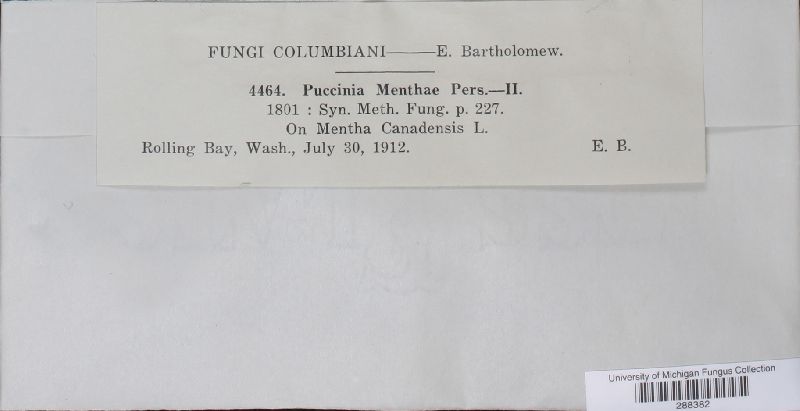 FUNGI COLUMBIANI——E. Bartholomew.
4464. Puccinia Menthae Pers.—II.
1801 : Syn. Meth. Fung. p. 227.
On Mentha Canadensis L.
Rolling Bay, Wash., July 30, 1912. E. B.
University of Michigan Fungus Collection
288382